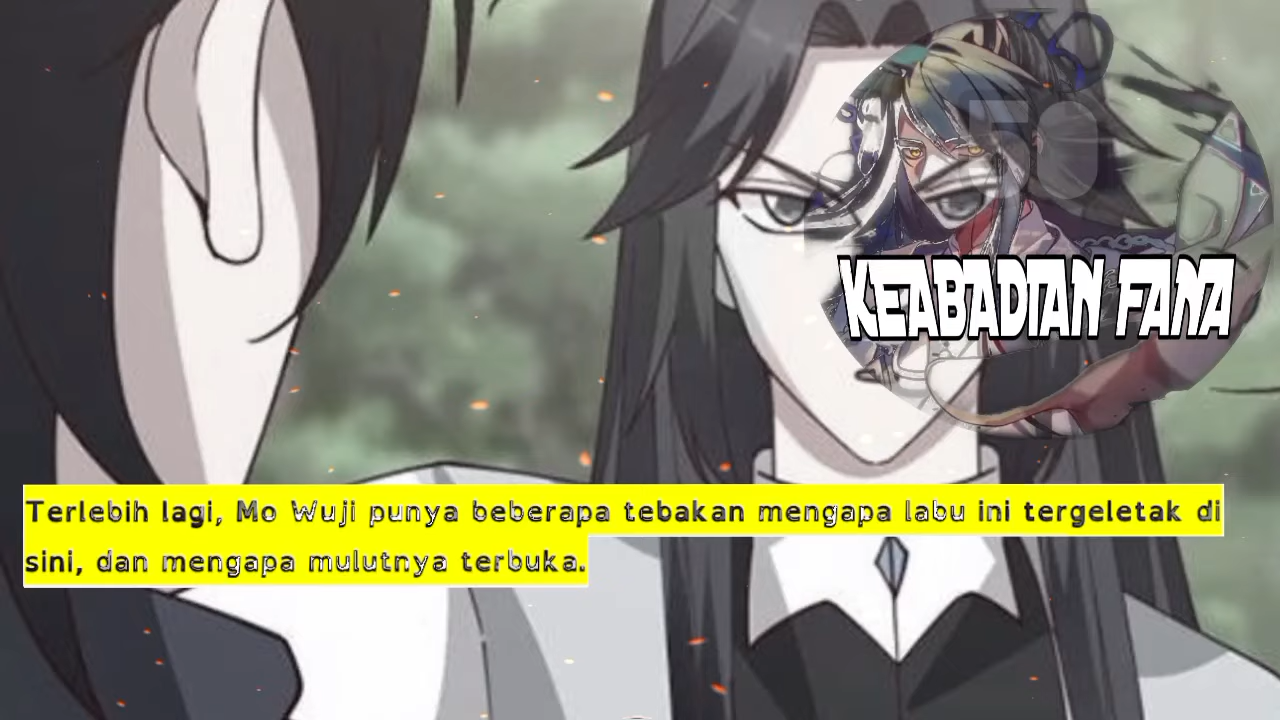 50
KEABADIAN FANA
Terlebih lagi, Mo Wuji punya beberapa tebakan mengapa labu ini tergeletak di
sini, dan mengapa mulutnya terbuka.